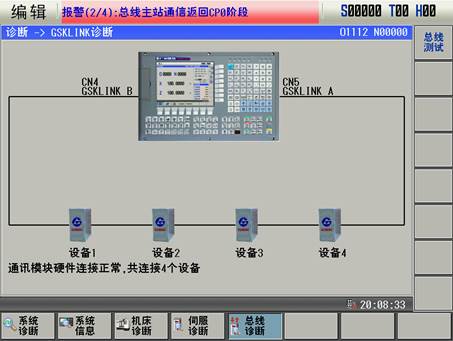 编辑
报警(2/4):总线主站通信返回CP0阶段
S00000 T00 H00
诊断 -> GSKLINK诊断
O1112 N00000
总线
测试
CN4
GSKLINK B
CN5
GSKLINK A
设备1
设备2
设备3
设备4
通讯模块硬件连接正常,共连接4个设备
20:08:33
系统
诊断
系统
信息
机床
诊断
伺服
诊断
总线
诊断